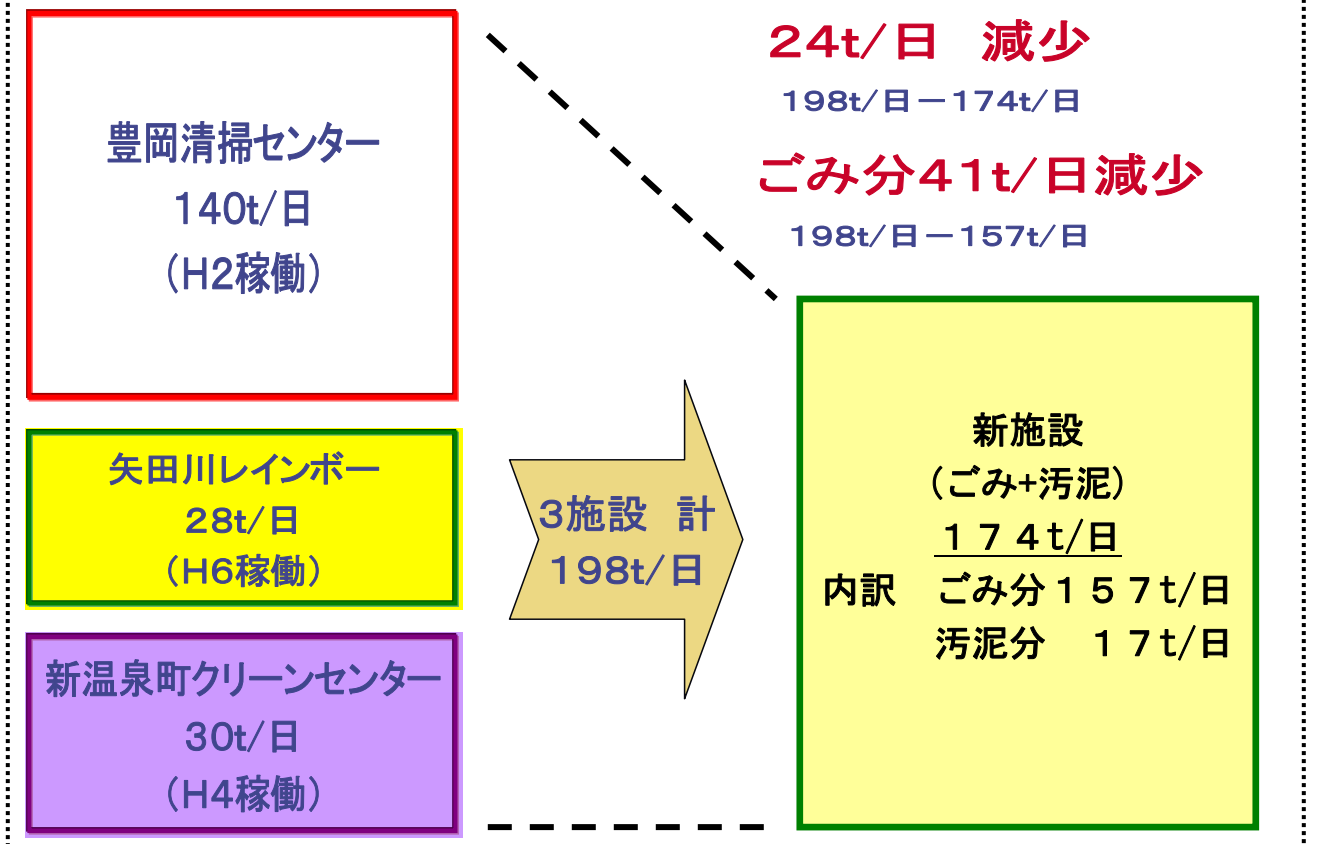 豊岡清掃センター
140t/日
(H2稼働)
矢田川レインボー
28t/日
(H6稼働)
新温泉町クリーンセンター
30t/日
(H4稼働)
3施設　計
198t/日
24t/日　減少
198t/日－174t/日
ごみ分41t/日減少
198t/日－157t/日
新施設
(ごみ+汚泥)
１７４t/日
内訳　ごみ分１５７t/日
汚泥分　１７t/日